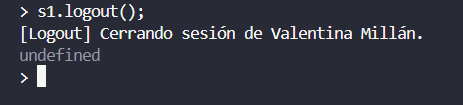 > s1.logout();
[Logout] Cerrando sesión de Valentina Millán.
undefined
>